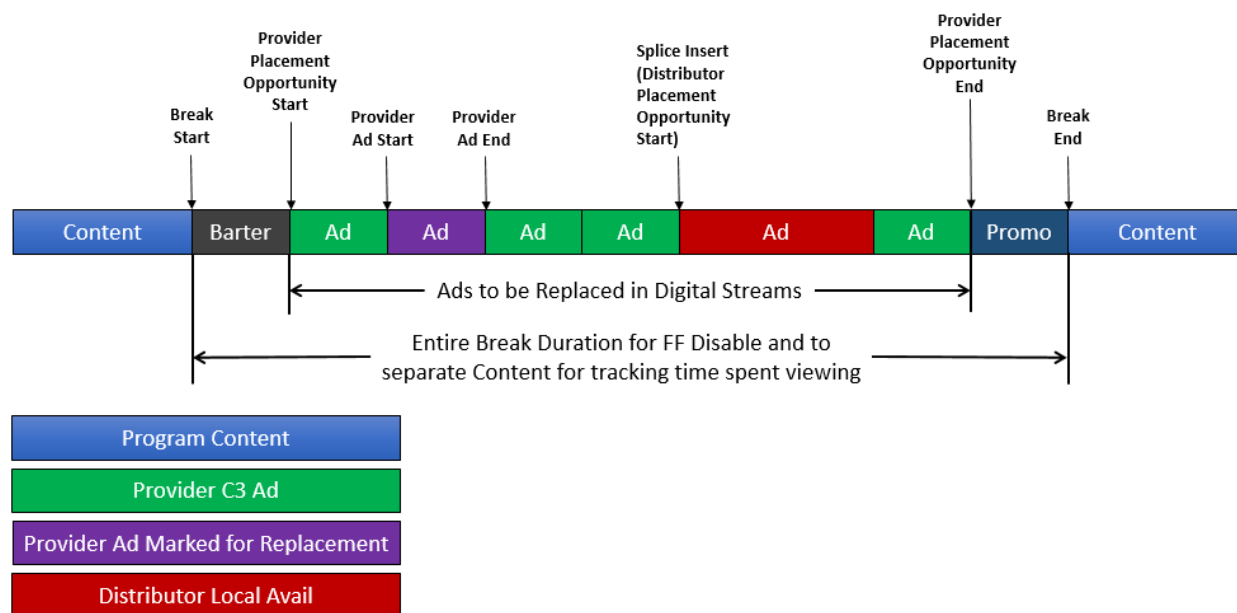 Provider
Placement
Opportunity
Start
Break
Start
Provider
Ad Start
Provider
Ad End
Splice Insert
(Distributor
Placement
Opportunity
Start)
Provider
Placement
Opportunity
End
Break
End
Content
Barter
Ad
Ad
Ad
Ad
Ad
Ad
Promo
Content
Ads to be Replaced in Digital Streams
Entire Break Duration for FF Disable and to
separate Content for tracking time spent viewing
Program Content
Provider C3 Ad
Provider Ad Marked for Replacement
Distributor Local Avail